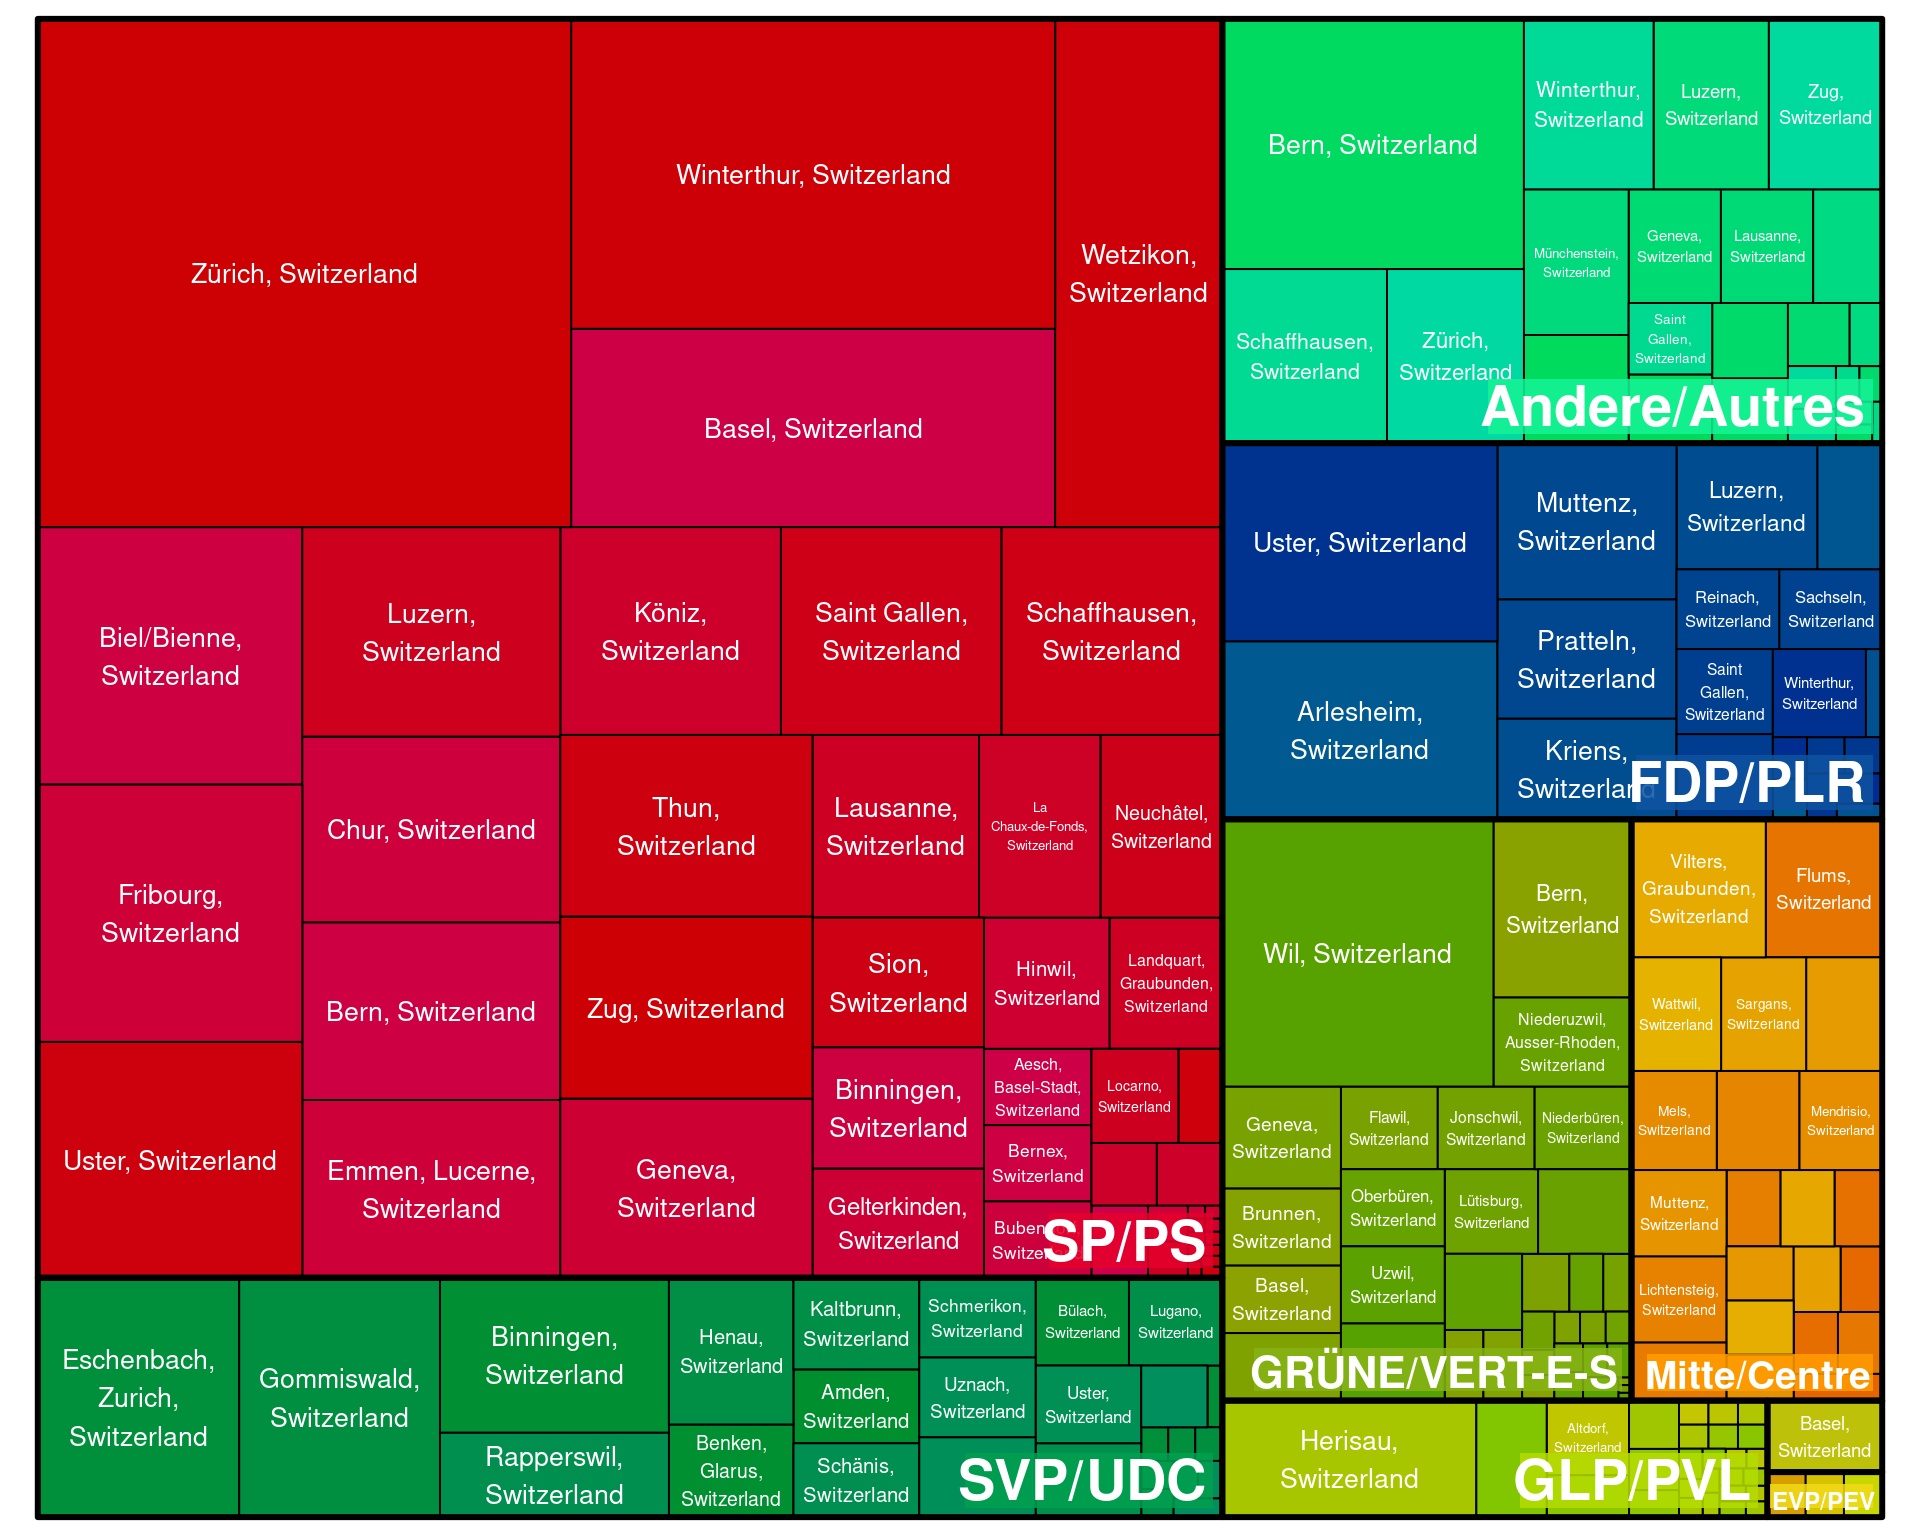 Zürich, Switzerland
Winterthur, Switzerland
Basel, Switzerland
Wetzikon,
Switzerland
Biel/Bienne,
Switzerland
Fribourg,
Switzerland
Uster, Switzerland
Luzern,
Switzerland
Chur, Switzerland
Bern, Switzerland
Emmen, Lucerne,
Switzerland
Köniz,
Switzerland
Saint Gallen,
Switzerland
Schaffhausen,
Switzerland
Thun,
Switzerland
Zug, Switzerland
Geneva,
Switzerland
Lausanne,
Switzerland
La
Chaux-de-Fonds,
Switzerland
Neuchâtel,
Switzerland
Sion,
Switzerland
Binningen,
Switzerland
Gelterkinden,
Switzerland
Hinwil,
Switzerland
Landquart,
Graubunden,
Switzerland
Aesch,
Basel-Stadt,
Switzerland
Bernex,
Switzerland
Locarno,
Switzerland
SP/PS
Eschenbach,
Zurich,
Switzerland
Gommiswald,
Switzerland
Binningen,
Switzerland
Rapperswil,
Switzerland
Henau,
Switzerland
Benken,
Glarus,
Switzerland
Kaltbrunn,
Switzerland
Amden,
Switzerland
Schänis,
Switzerland
Schmerikon,
Switzerland
Uznach,
Switzerland
Bülach,
Switzerland
Lugano,
Switzerland
Uster,
Switzerland
SVP/UDC
Bern, Switzerland
Schaffhausen,
Switzerland
Zürich,
Switzerland
Winterthur,
Switzerland
Luzern,
Switzerland
Zug,
Switzerland
Münchenstein,
Switzerland
Geneva,
Switzerland
Lausanne,
Switzerland
Saint
Gallen,
Switzerland
Andere/Autres
Uster, Switzerland
Arlesheim,
Switzerland
Muttenz,
Switzerland
Pratteln,
Switzerland
Kriens,
Switzerland
Luzern,
Switzerland
Reinach,
Switzerland
Sachseln,
Switzerland
Saint
Gallen,
Switzerland
Winterthur,
Switzerland
FDP/PLR
Wil, Switzerland
Bern,
Switzerland
Niederuzwil,
Ausser-Rhoden,
Switzerland
Geneva,
Switzerland
Brunnen,
Switzerland
Basel,
Switzerland
Flawil,
Switzerland
Jonschwil,
Switzerland
Niederbüren,
Switzerland
Oberbüren,
Switzerland
Lütisburg,
Switzerland
Uzwil,
Switzerland
GRÜNE/VERT-E-S
Vilters,
Graubunden,
Switzerland
Flums,
Switzerland
Wattwil,
Switzerland
Sargans,
Switzerland
Mels,
Switzerland
Mendrisio,
Switzerland
Muttenz,
Switzerland
Lichtensteig,
Switzerland
Mitte/Centre
Herisau,
Switzerland
Altdorf,
Switzerland
GLP/PVL
Basel,
Switzerland
EVP/PEV